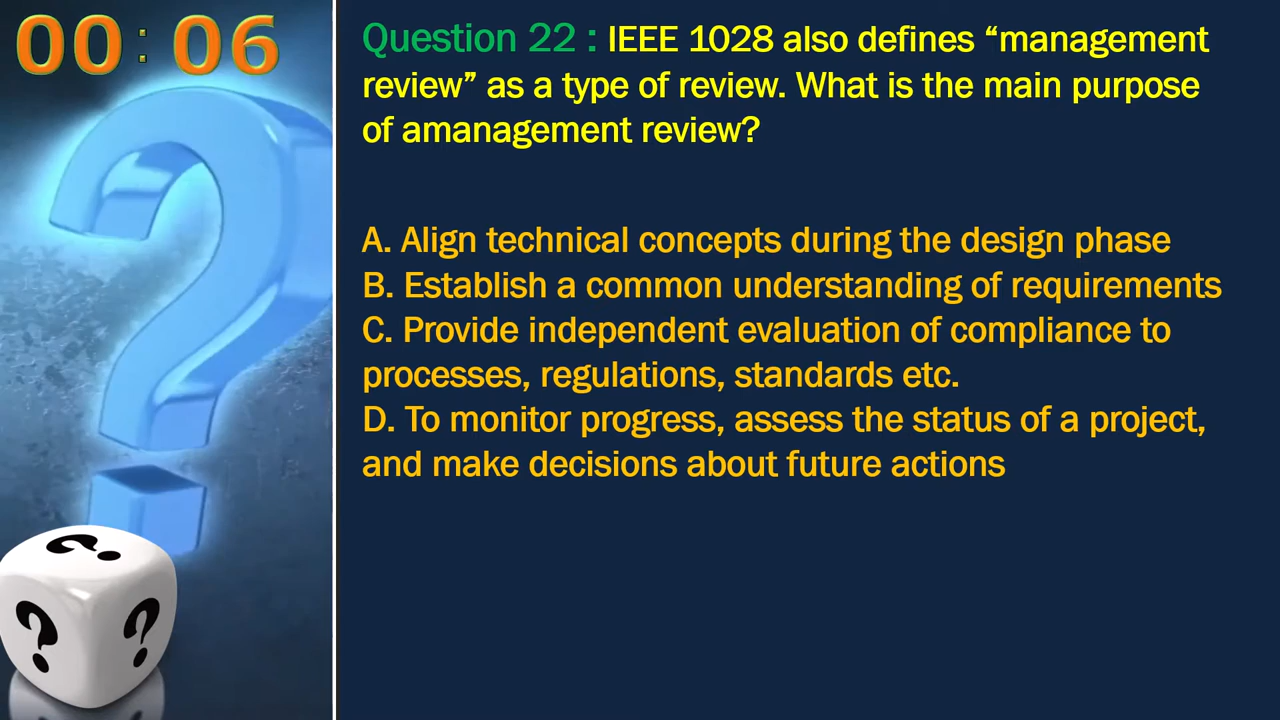 00:06
Question 22 : IEEE 1028 also defines “management
review” as a type of review. What is the main purpose
of amanagement review?
A. Align technical concepts during the design phase
B. Establish a common understanding of requirements
C. Provide independent evaluation of compliance to
processes, regulations, standards etc.
D. To monitor progress, assess the status of a project,
and make decisions about future actions